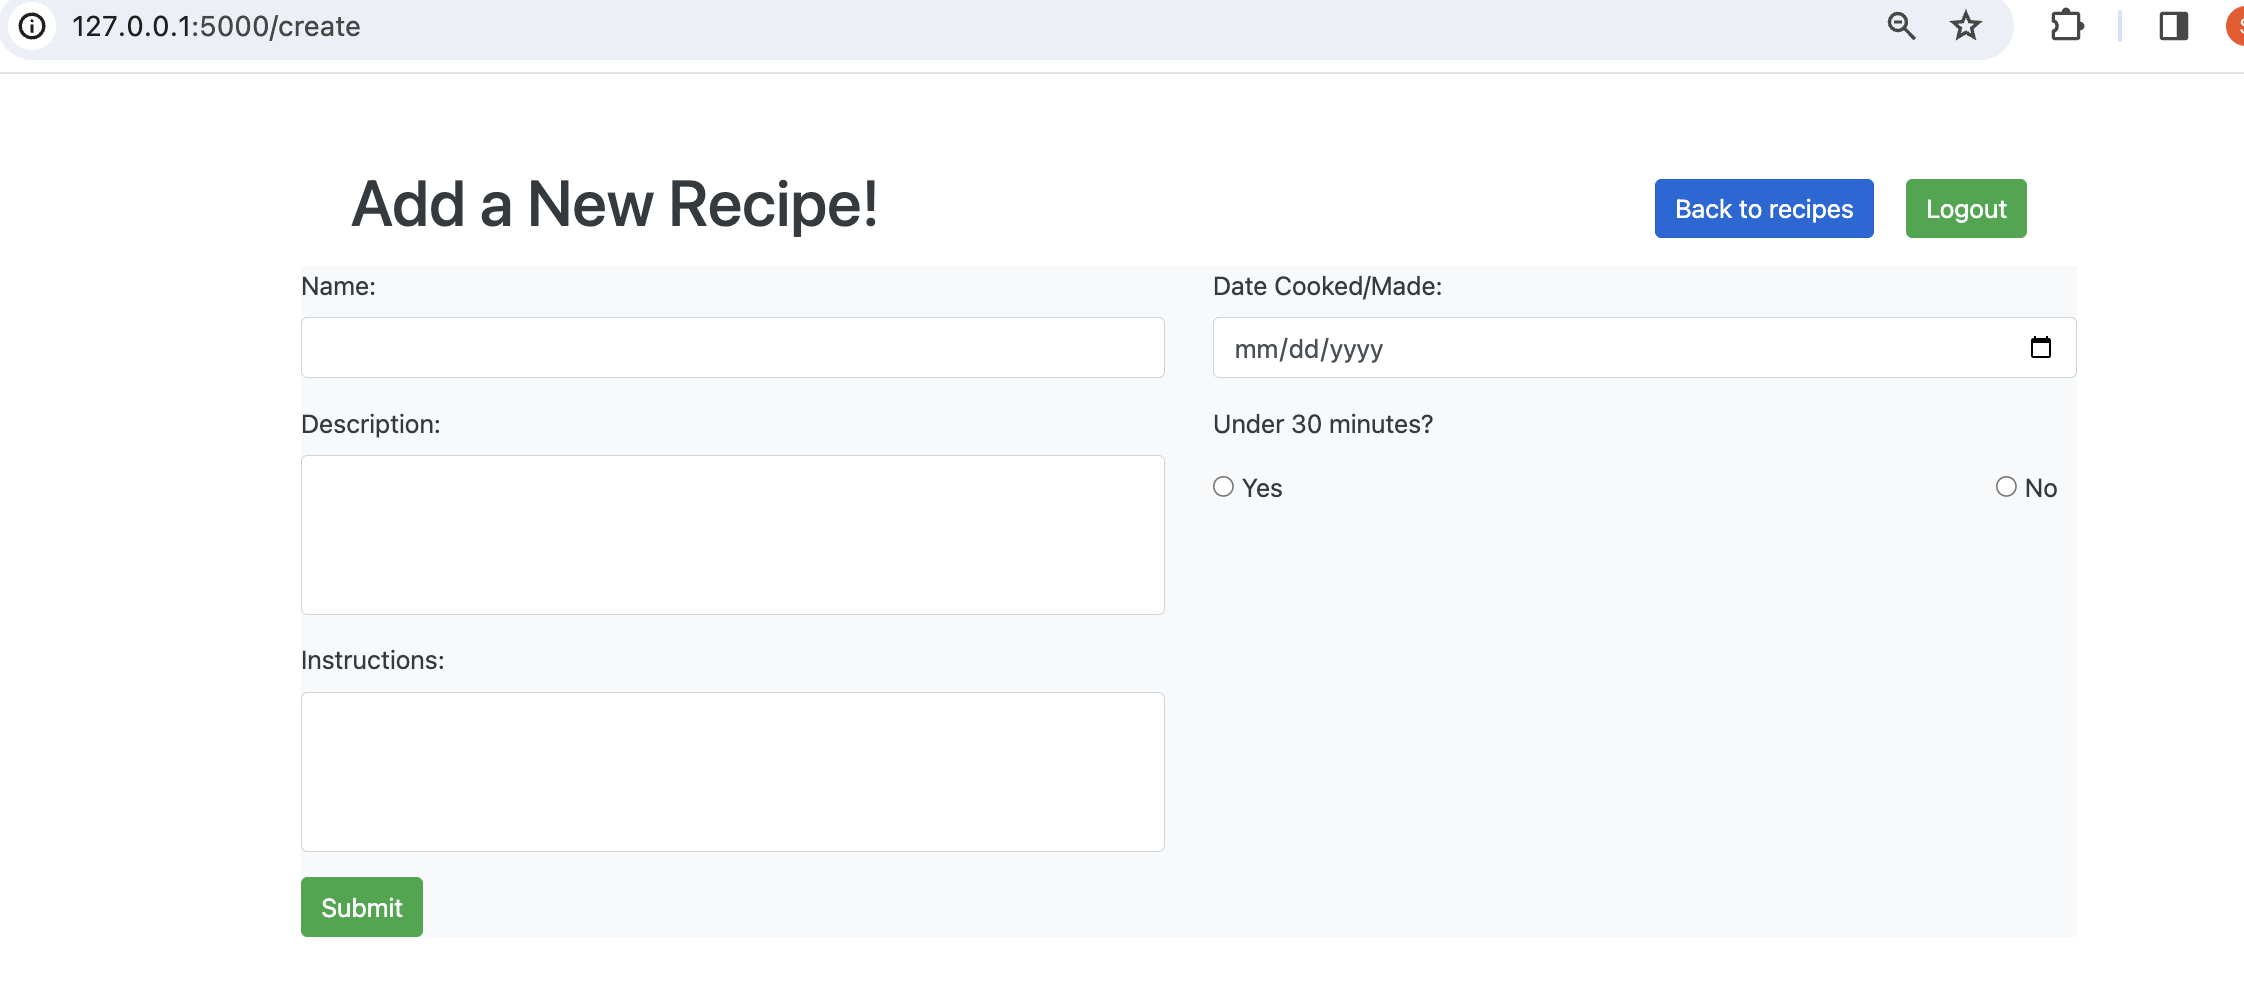 127.0.0.1:5000/create
Add a New Recipe!
Back to recipes
Logout
Name:
Date Cooked/Made:
mm/dd/yyyy
Description:
Under 30 minutes?
Yes
No
Instructions:
Submit